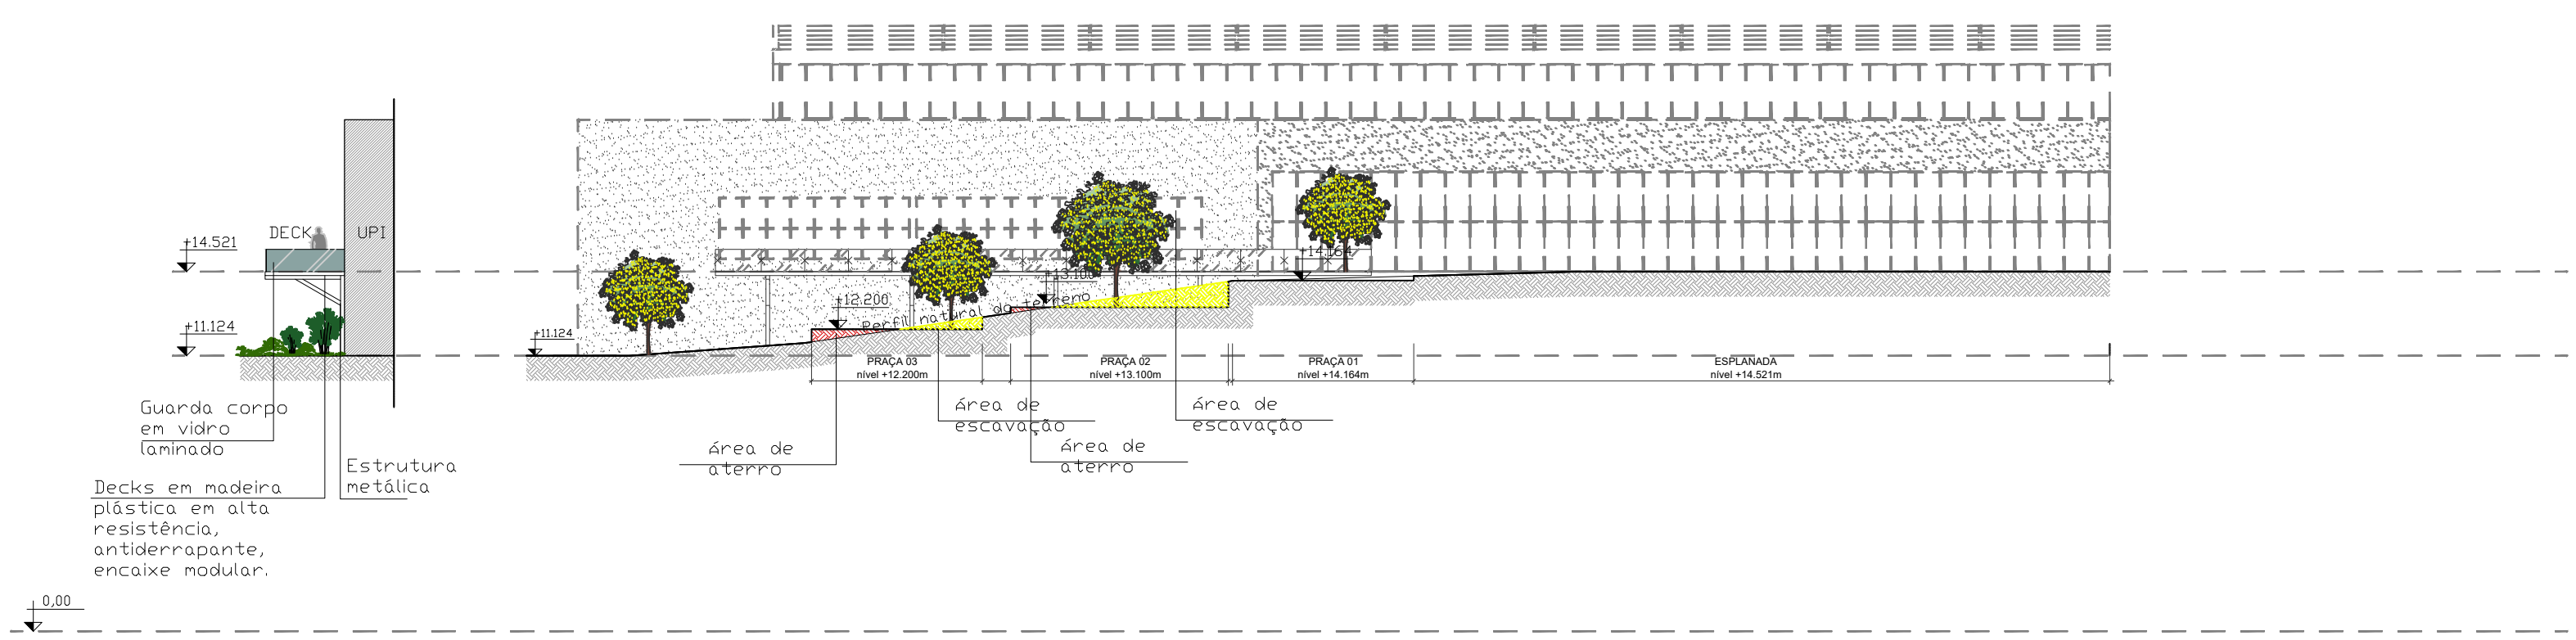 DECK
UPI
+14.521
+11.124
+11.124
+12.200
+13.100
+14.164
Perfil natural do terreno
PRAÇA 03
nível +12.200m
PRAÇA 02
nível +13.100m
PRAÇA 01
nível +14.164m
ESPLANADA
nível +14.521m
Guarda corpo
em vidro
laminado
Área de
escavação
Área de
escavação
Área de
aterro
Área de
aterro
Estrutura
metálica
Decks em madeira
plástica em alta
resistência,
antiderrapante,
encaixe modular.
0,00